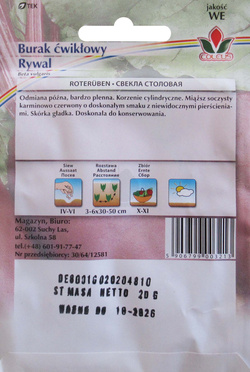 TEK
jakość
WE
Burak ćwikłowy
Rywal
Beta vulgaris
ROTERÜBEN • СВЕКЛА СТОЛОВАЯ
Odmiana późna, bardzo plenna. Korzenie cylindryczne. Miąższ soczysty
karminowo czerwony o doskonałym smaku z niewidocznymi pierścienia-
mi. Skórka gładka. Doskonała do konserwowania.
Siew Rozstawa Zbiór
Aussaat Abstand Ernte
Посев Расстояние Сбор
IV-VI 3-6x30-50 cm X-XI
Magazyn, Biuro:
62-002 Suchy Las,
ul. Szkolna 58
tel.(+48) 601-91-77-47
Nr przedsiębiorcy: 30/64/12581
DE8001G020204810
ST MASA NETTO 20 G
WAŻNE DO 10-2026